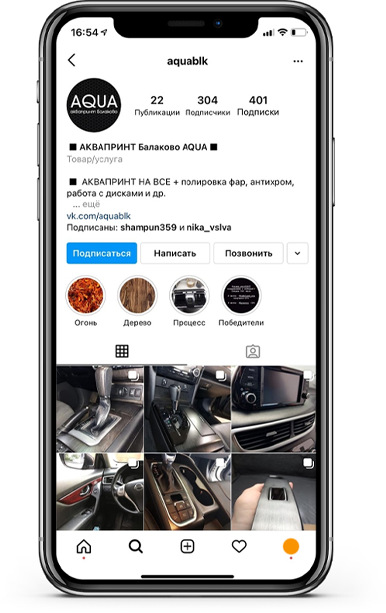 16:54
aquablk
AQUA
аквапринт Балаково
22 304 401
Публикации Подписчики Подписки
■ АКВАПРИНТ Балаково AQUA ■
Товар/услуга
■ АКВАПРИНТ НА ВСЕ + полировка фар, антихром,
работа с дисками и др.
... ещё
vk.com/aquablk
Подписаны: shampun359 и nika_vslva
Подписаться Написать Позвонить
Огонь Дерево Процесс Победители